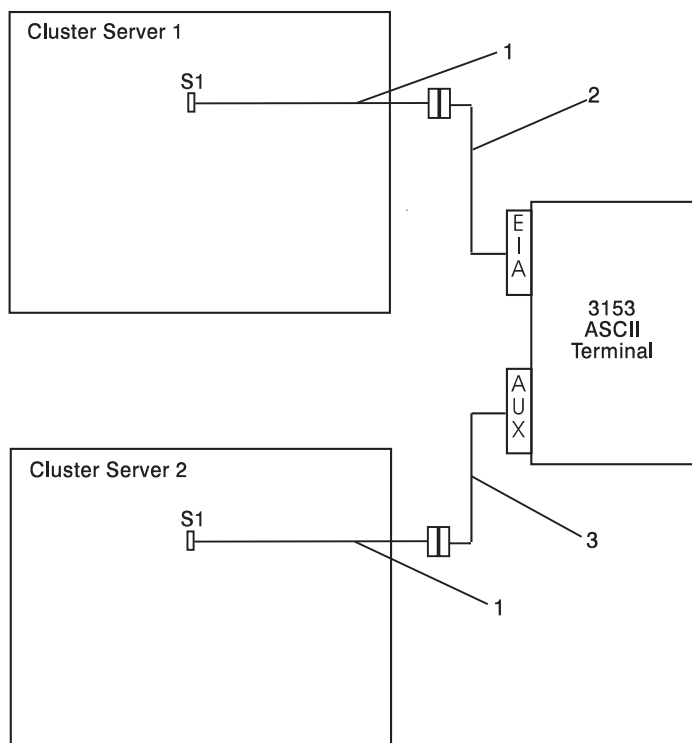 Cluster Server 1
S1
1
2
E
I
A
3153
ASCII
Terminal
A
U
X
Cluster Server 2
S1
3
1